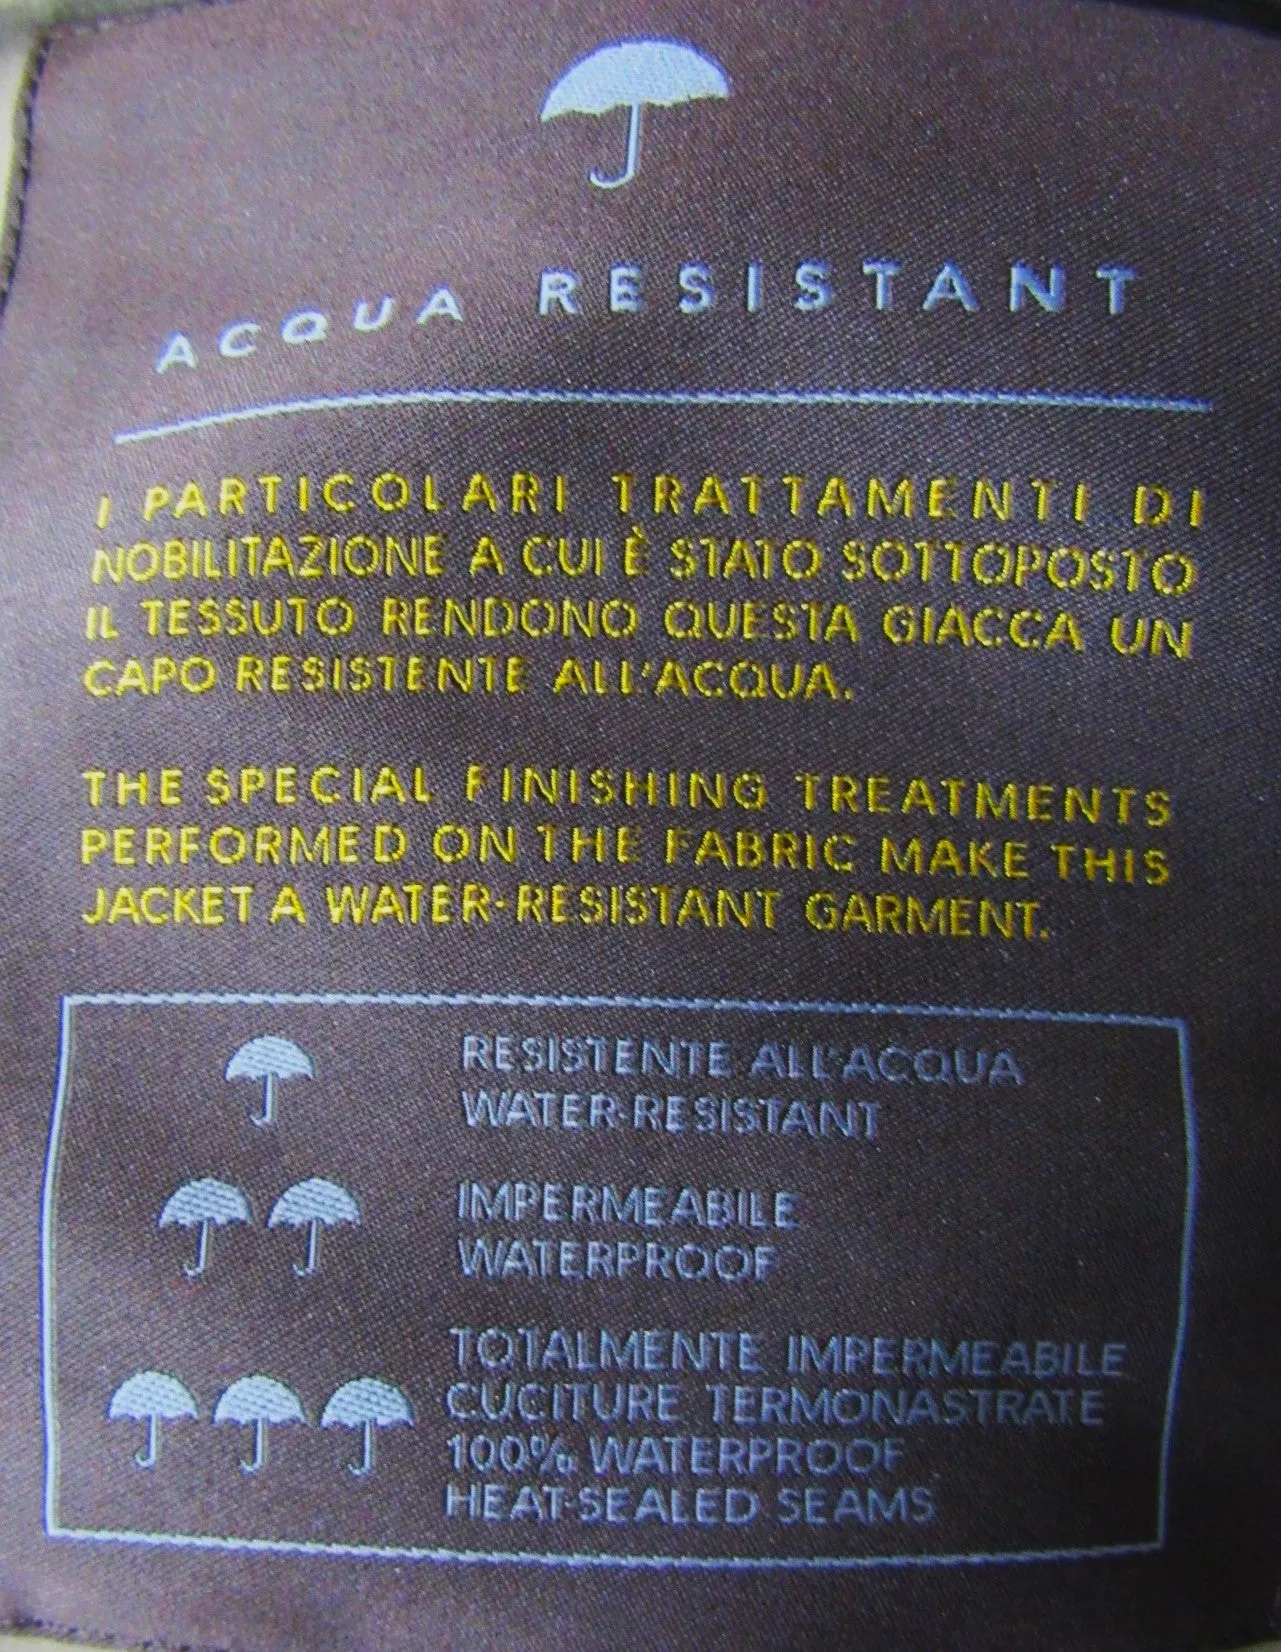 ACQUA RESISTANT
I PARTICOLARI TRATTAMENTI DI
NOBILITAZIONE A CUI È STATO SOTTOPOSTO
IL TESSUTO RENDONO QUESTA GIACCA UN
CAPO RESISTENTE ALL'ACQUA.
THE SPECIAL FINISHING TREATMENTS
PERFORMED ON THE FABRIC MAKE THIS
JACKET A WATER-RESISTANT GARMENT.
RESISTENTE ALL'ACQUA
WATER-RESISTANT
IMPERMEABILE
WATERPROOF
TOTALMENTE IMPERMEABILE
CUCITURE TERMONASTRATE
100% WATERPROOF
HEAT-SEALED SEAMS